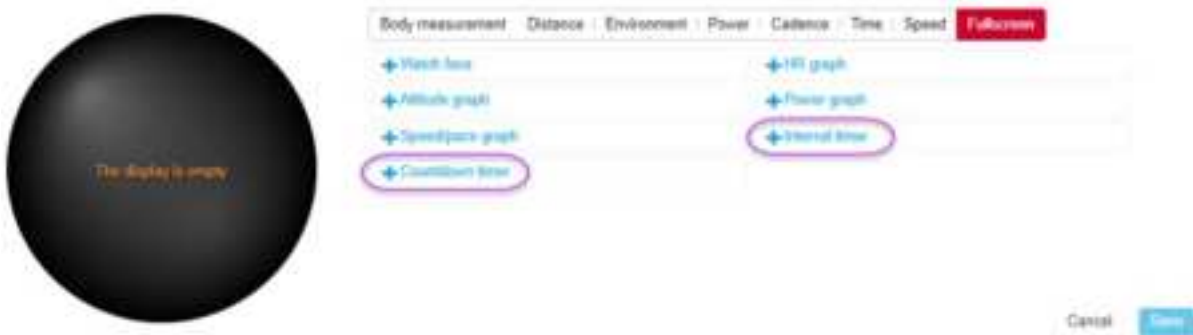 Body measurement Distance Environment Power Cadence Time Speed Fullscreen
Watch face
HR graph
Altitude graph
Power graph
Speed/pace graph
Interval timer
The display is empty
Countdown timer
Cancel Save